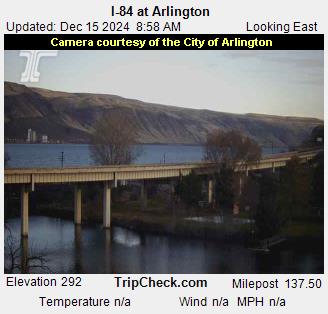 I-84 at Arlington
Updated: Dec 15 2024 8:58 AM Looking East
Camera courtesy of the City of Arlington
Elevation 292 TripCheck.com Milepost 137.50
Temperature n/a Wind n/a MPH n/a